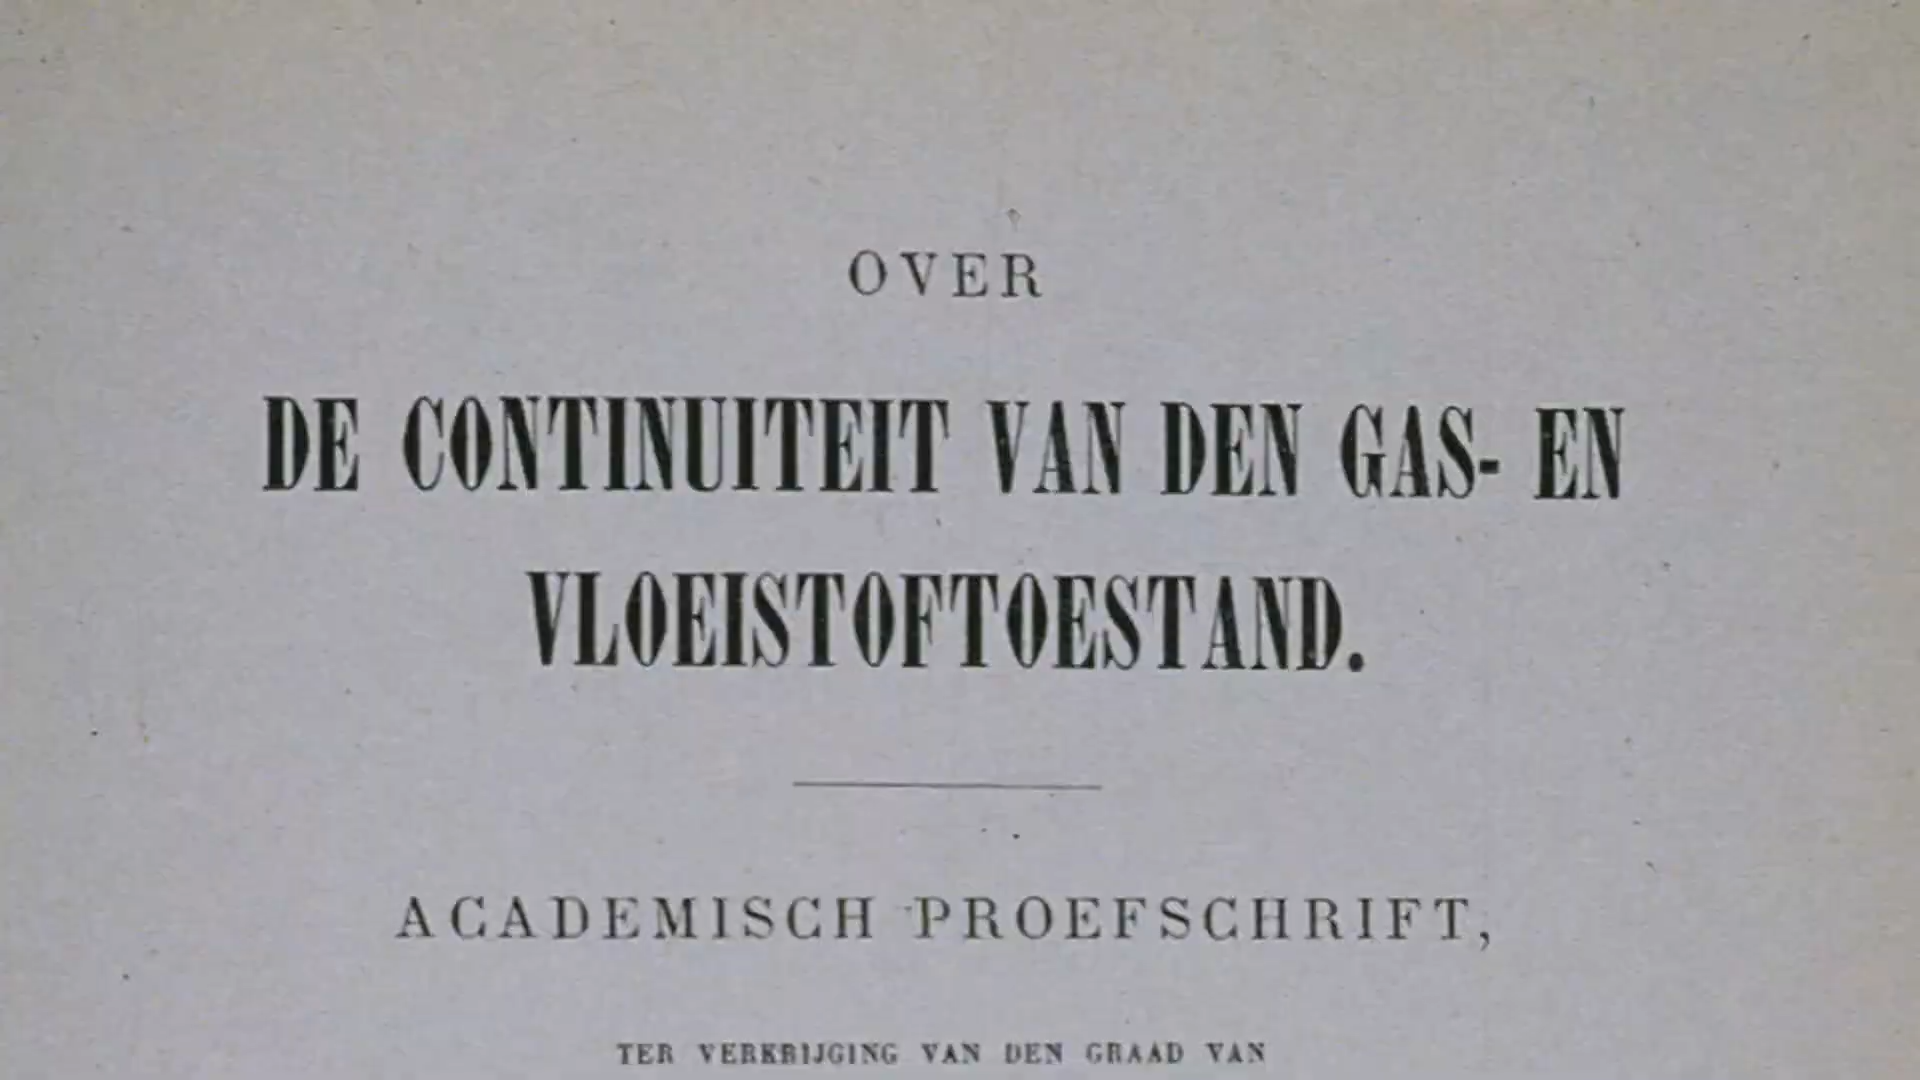 OVER
DE CONTINUITEIT VAN DEN GAS- EN
VLOEISTOFTOESTAND.
ACADEMISCH PROEFSCHRIFT,
TER VERKRIJGING VAN DEN GRAAD VAN